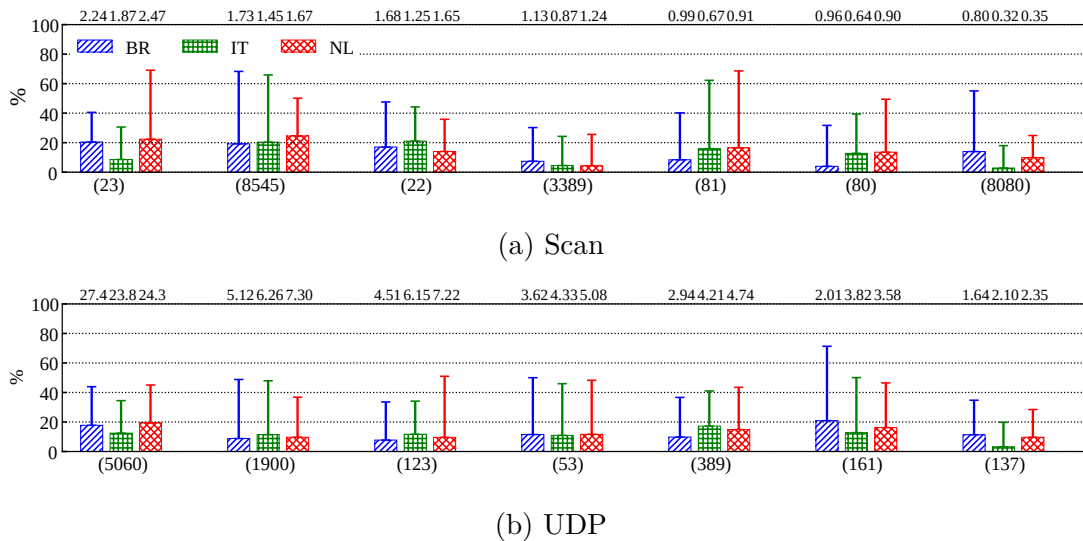 2.24 1.87 2.47 1.73 1.45 1.67 1.68 1.25 1.65 1.13 0.87 1.24 0.99 0.67 0.91 0.96 0.64 0.90 0.80 0.32 0.35
100
BR IT NL
80
60
%
40
20
0
(23) (8545) (22) (3389) (81) (80) (8080)
(a) Scan
27.4 23.8 24.3 5.12 6.26 7.30 4.51 6.15 7.22 3.62 4.33 5.08 2.94 4.21 4.74 2.01 3.82 3.58 1.64 2.10 2.35
100
80
60
%
40
20
0
(5060) (1900) (123) (53) (389) (161) (137)
(b) UDP